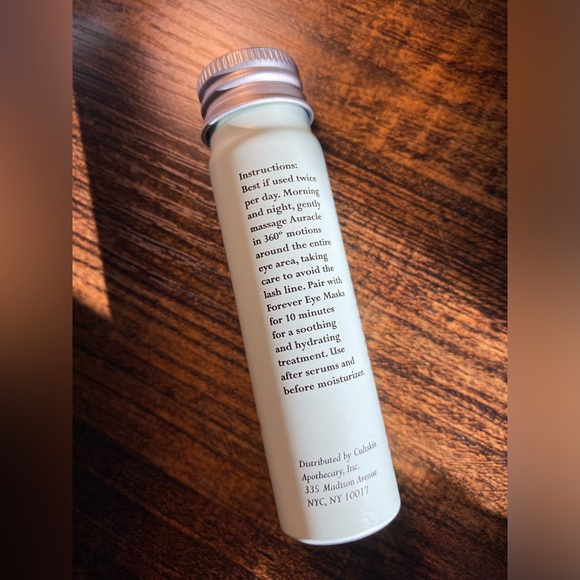 Instructions:
Best if used twice
per day. Morning
and night, gently
massage Auracle
in 360° motions
around the entire
eye area, taking
care to avoid the
lash line. Pair with
Forever Eye Masks
for 10 minutes
for a soothing
and hydrating
treatment. Use
after serums and
before moisturizer.
Distributed by Cultskin
Apothecary, Inc.
335 Madison Avenue
NYC, NY 10017